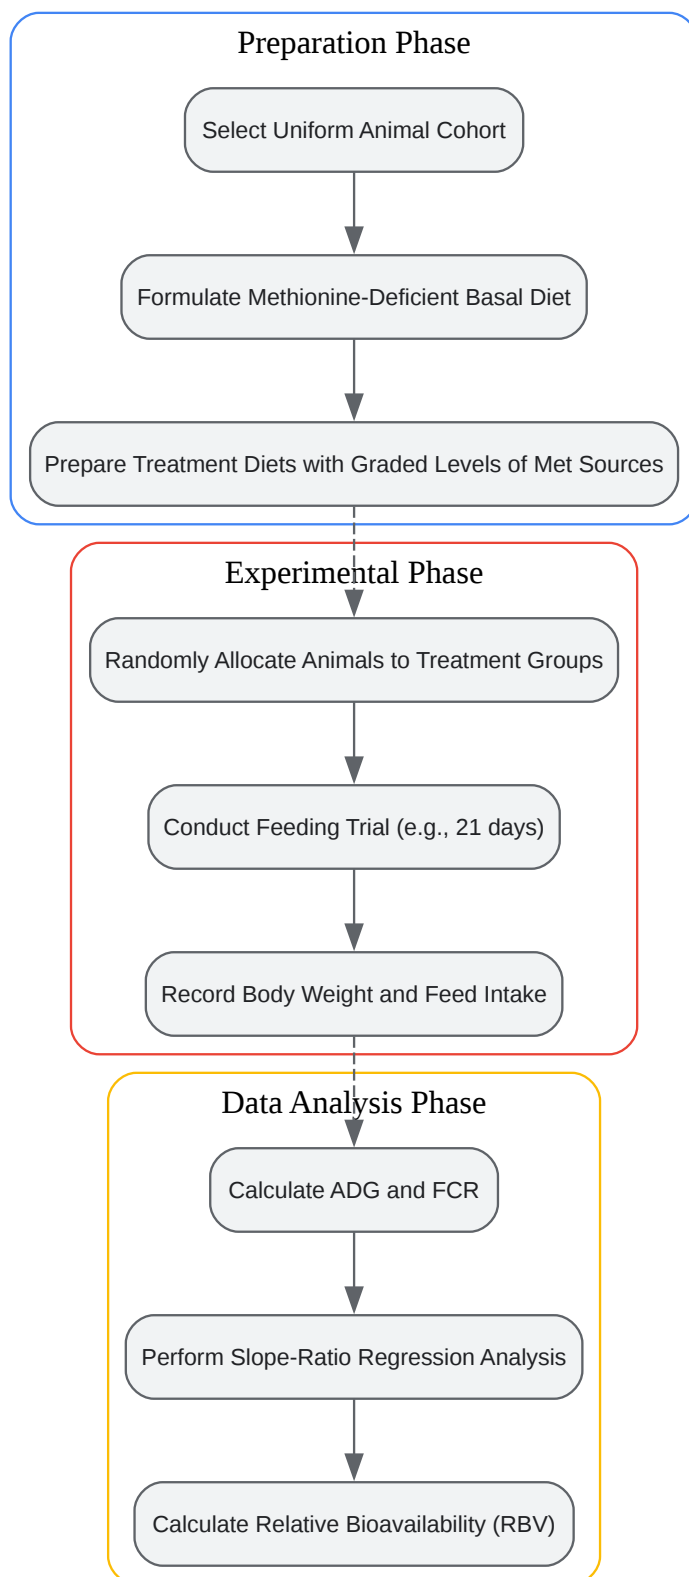 Preparation Phase
Select Uniform Animal Cohort
Formulate Methionine-Deficient Basal Diet
Prepare Treatment Diets with Graded Levels of Met Sources
Experimental Phase
Randomly Allocate Animals to Treatment Groups
Conduct Feeding Trial (e.g., 21 days)
Record Body Weight and Feed Intake
Data Analysis Phase
Calculate ADG and FCR
Perform Slope-Ratio Regression Analysis
Calculate Relative Bioavailability (RBV)